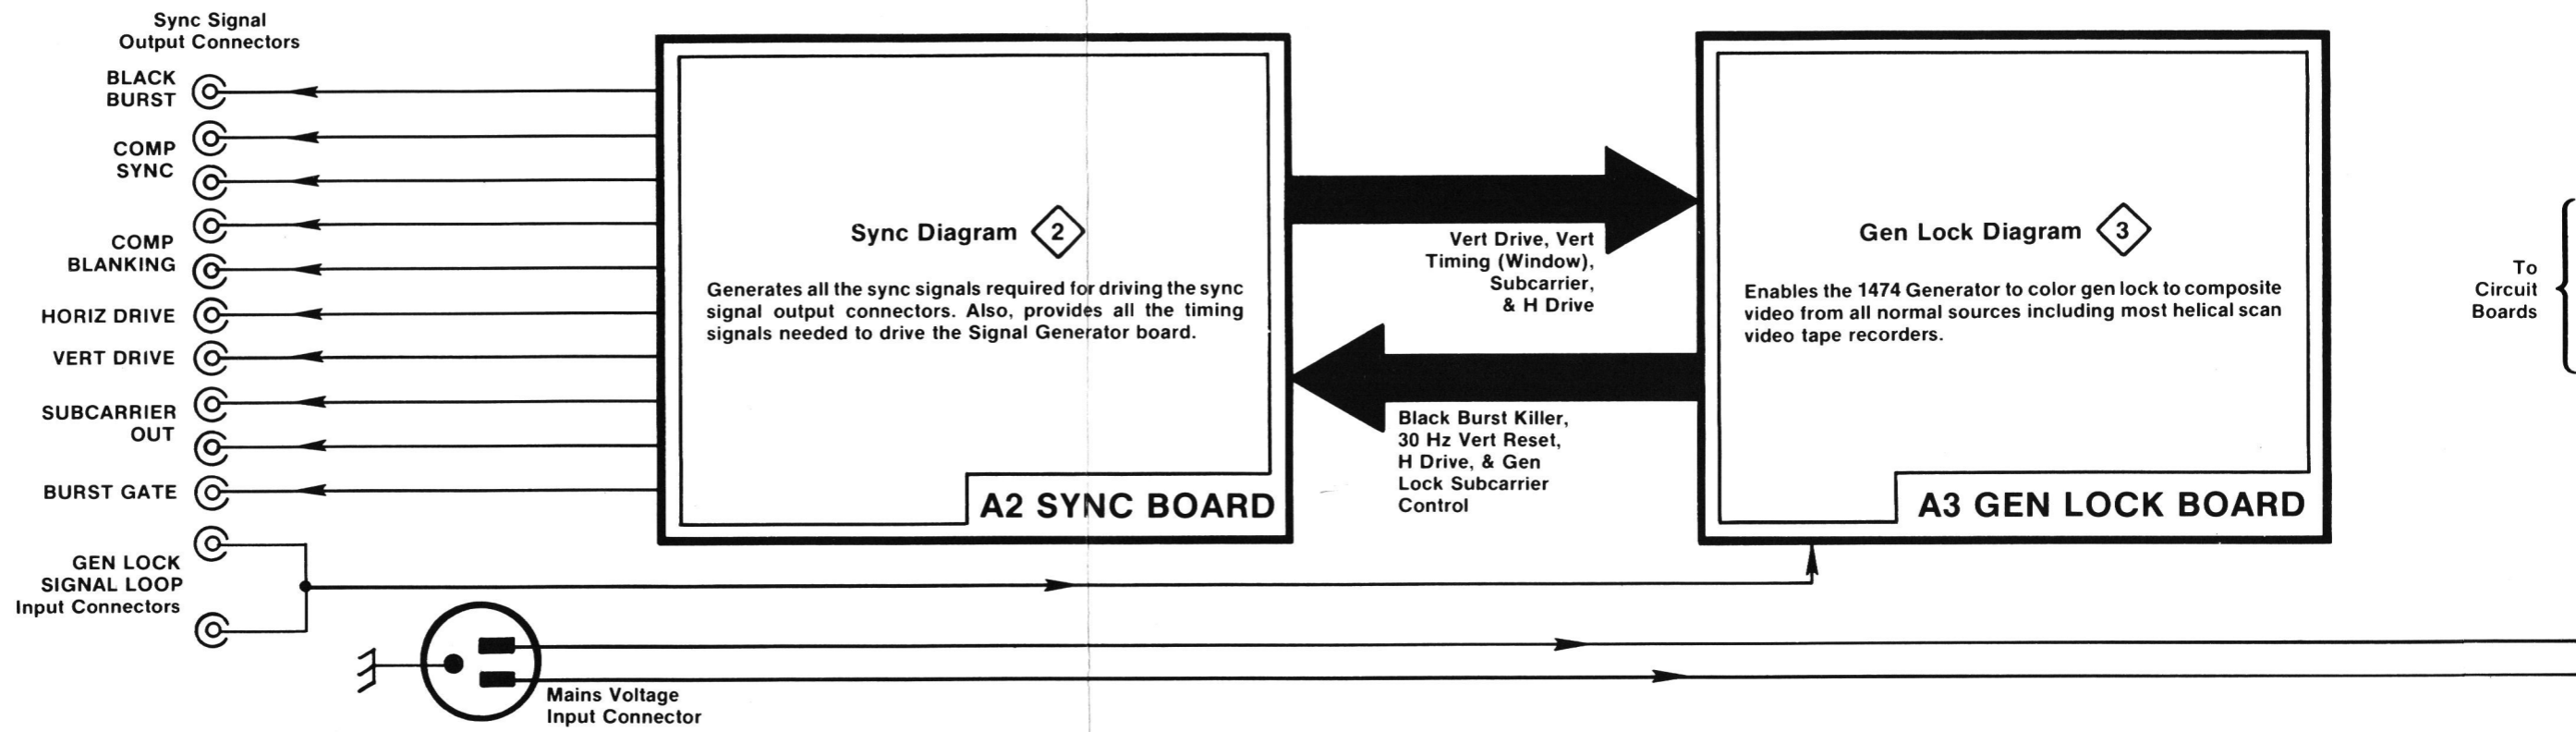 Sync Signal
Output Connectors
BLACK
BURST
COMP
SYNC
COMP
BLANKING
HORIZ DRIVE
VERT DRIVE
SUBCARRIER
OUT
BURST GATE
GEN LOCK
SIGNAL LOOP
Input Connectors
Mains Voltage
Input Connector
Sync Diagram 2
Generates all the sync signals required for driving the sync
signal output connectors. Also, provides all the timing
signals needed to drive the Signal Generator board.
A2 SYNC BOARD
Vert Drive, Vert
Timing (Window),
Subcarrier,
& H Drive
Black Burst Killer,
30 Hz Vert Reset,
H Drive, & Gen
Lock Subcarrier
Control
Gen Lock Diagram 3
Enables the 1474 Generator to color gen lock to composite
video from all normal sources including most helical scan
video tape recorders.
A3 GEN LOCK BOARD
To
Circuit
Boards